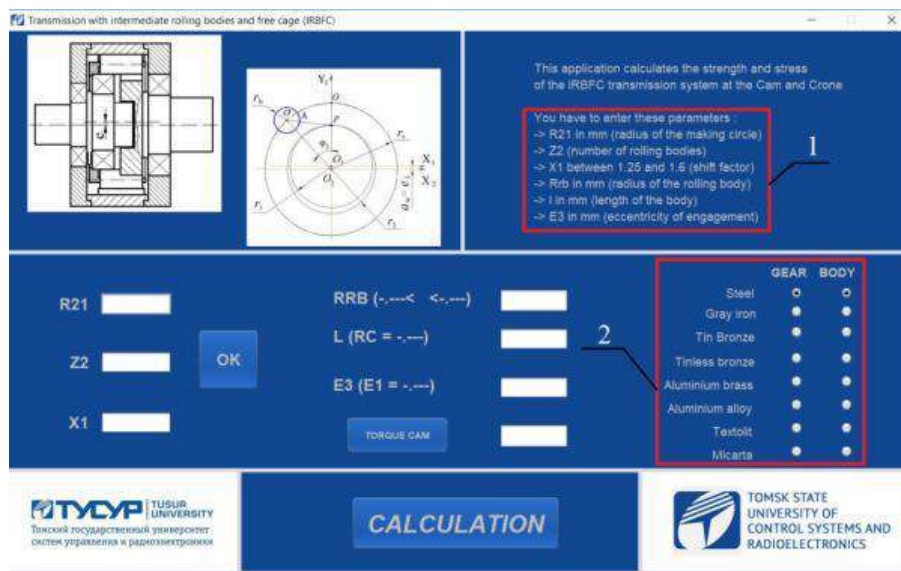 Transmission with intermediate rolling bodies and free cage (IRBFC)
This application calculates the strength and stress
of the IRBFC transmission system at the Cam and Crone
You have to enter these parameters :
-> R21 in mm (radius of the making circle)
-> Z2 (number of rolling bodies)
-> X1 between 1.25 and 1.6 (shift factor)
-> Rrb in mm (radius of the rolling body)
-> l in mm (length of the body)
-> E3 in mm (eccentricity of engagement)
1
R21
Z2
X1
OK
RRB (-.---< <-.---)
L (RC = -.---)
E3 (E1 = -.---)
TORQUE CAM
2
GEAR BODY
Steel
Gray iron
Tin Bronze
Tinless bronze
Aluminium brass
Aluminium alloy
Textolit
Micarta
ТУСУР
TUSUR
UNIVERSITY
Томский государственный университет
систем управления и радиоэлектроники
CALCULATION
TOMSK STATE
UNIVERSITY OF
CONTROL SYSTEMS AND
RADIOELECTRONICS